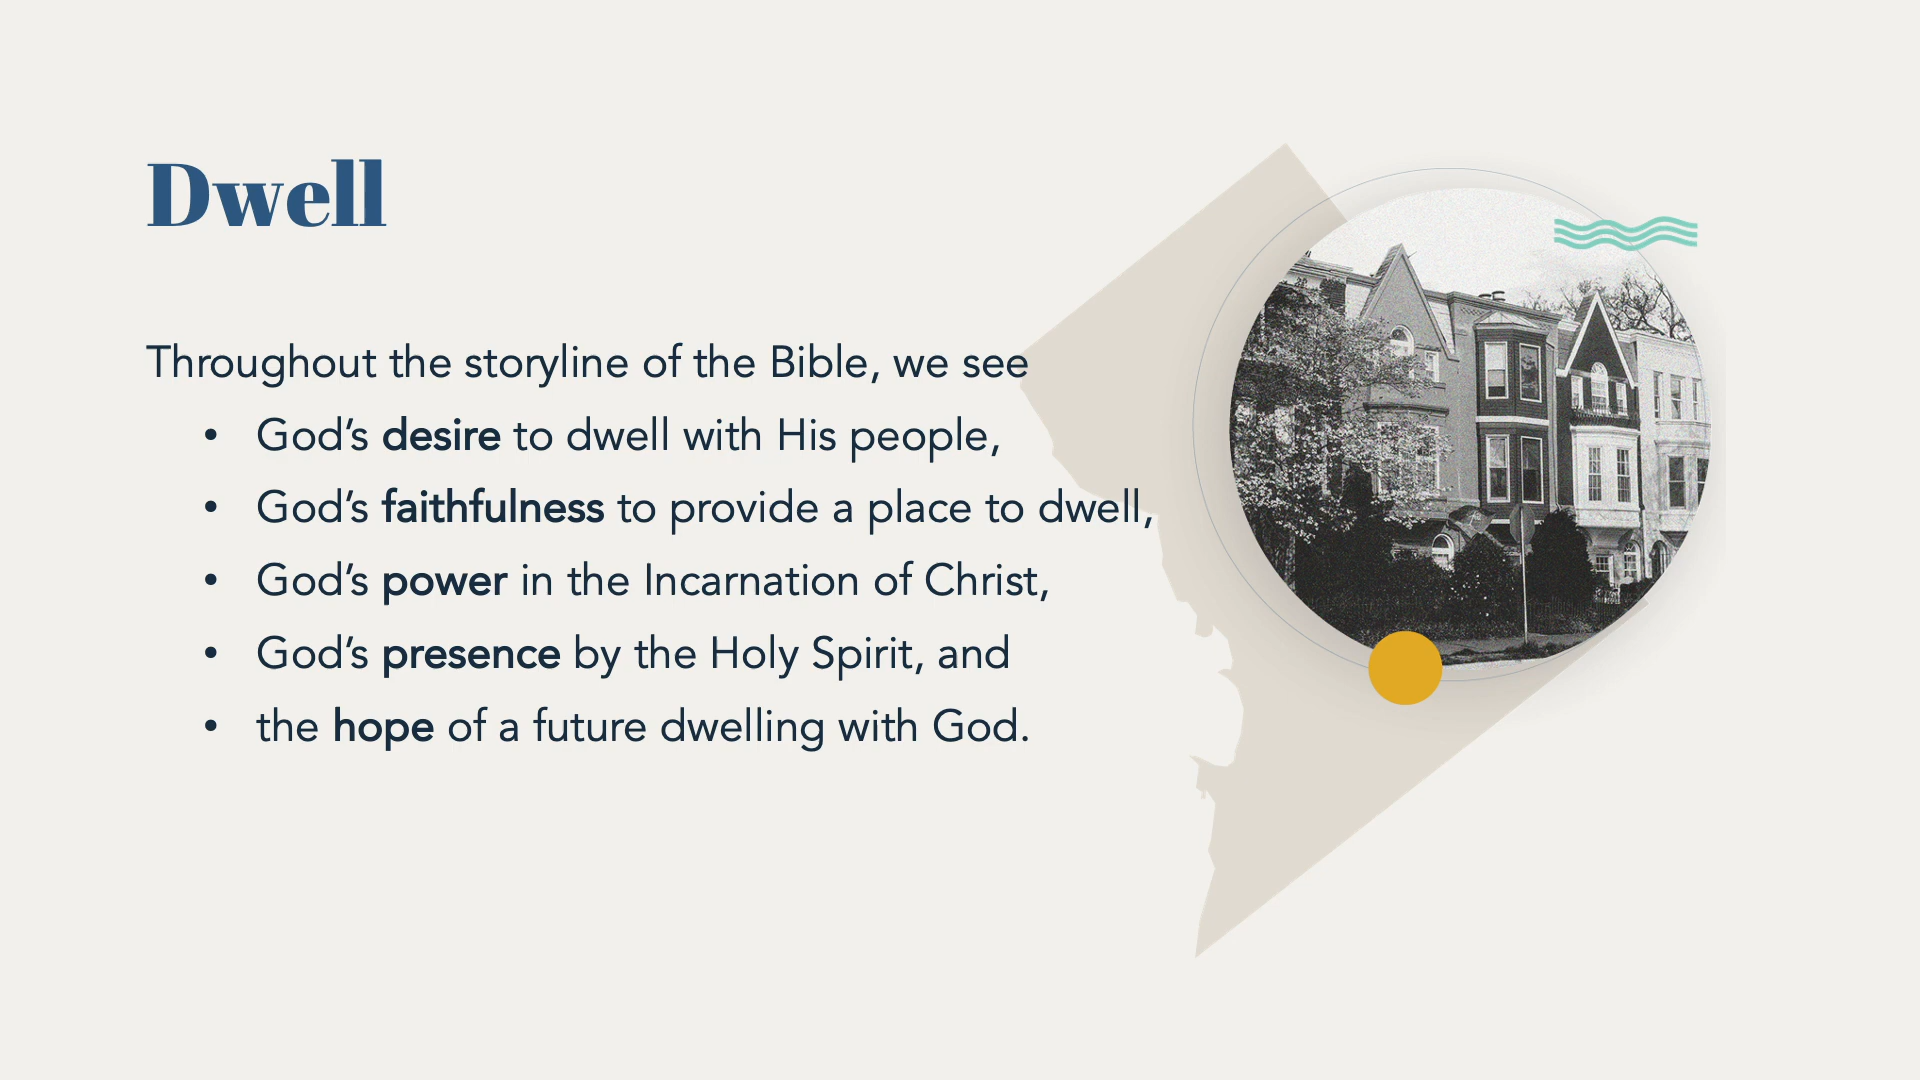 Dwell
Throughout the storyline of the Bible, we see
• God’s desire to dwell with His people,
• God’s faithfulness to provide a place to dwell,
• God’s power in the Incarnation of Christ,
• God’s presence by the Holy Spirit, and
• the hope of a future dwelling with God.